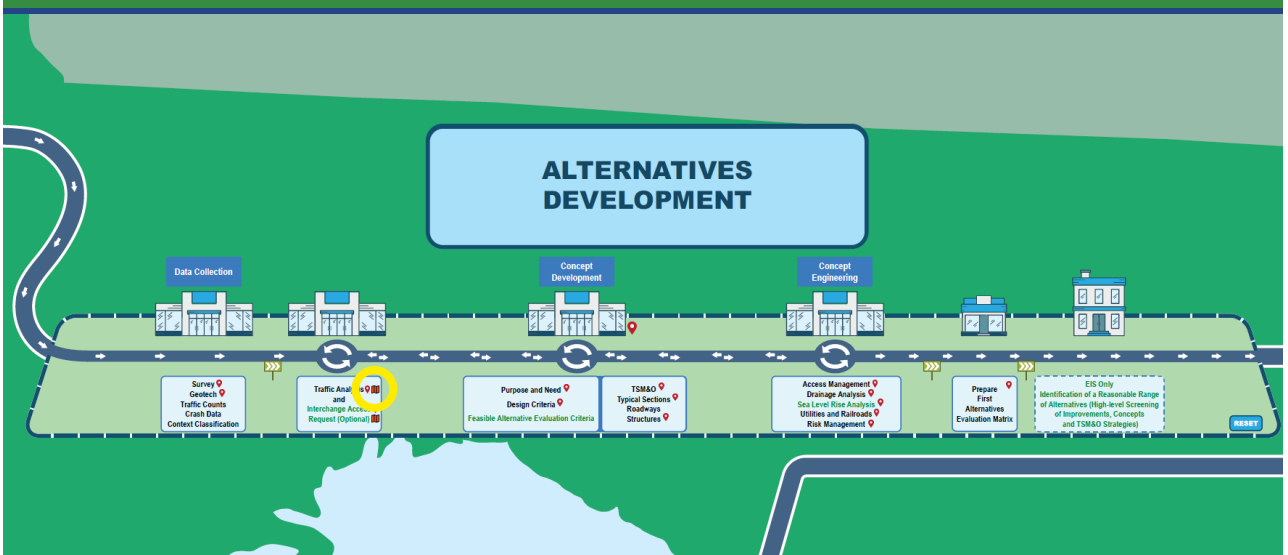 ALTERNATIVES
DEVELOPMENT
Data Collection
Concept
Development
Concept
Engineering
Survey
Geotech
Traffic Counts
Crash Data
Context Classification
Traffic Analysis
and
Interchange Access
Request (Optional)
Purpose and Need
Design Criteria
Feasible Alternative Evaluation Criteria
TSM&O
Typical Sections
Roadways
Structures
Access Management
Drainage Analysis
Sea Level Rise Analysis
Utilities and Railroads
Risk Management
Prepare
First
Alternatives
Evaluation Matrix
EIS Only
Identification of a Reasonable Range
of Alternatives (High-level Screening
of Improvements, Concepts
and TSM&O Strategies)
RESET